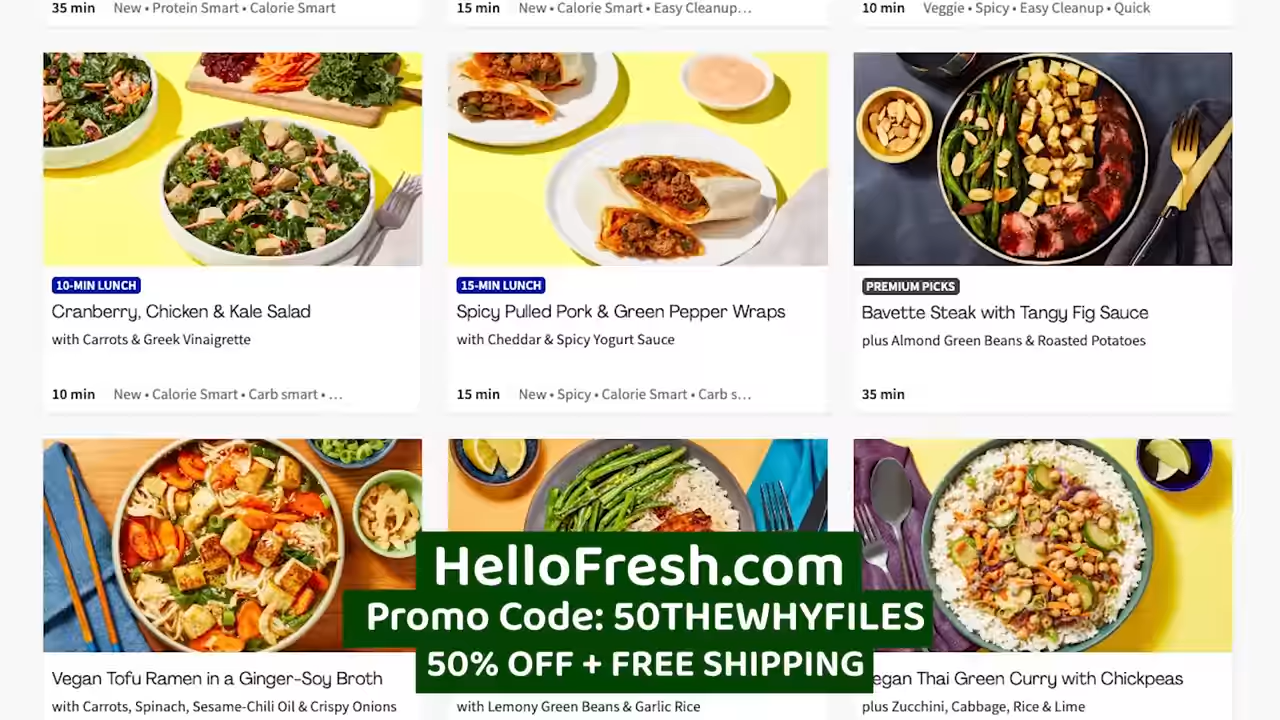 35 min New • Protein Smart • Calorie Smart
15 min New • Calorie Smart • Easy Cleanup...
10 min Veggie • Spicy • Easy Cleanup • Quick
10-MIN LUNCH
Cranberry, Chicken & Kale Salad
with Carrots & Greek Vinaigrette
10 min New • Calorie Smart • Carb smart • ...
15-MIN LUNCH
Spicy Pulled Pork & Green Pepper Wraps
with Cheddar & Spicy Yogurt Sauce
15 min New • Spicy • Calorie Smart • Carb s...
PREMIUM PICKS
Bavette Steak with Tangy Fig Sauce
plus Almond Green Beans & Roasted Potatoes
35 min
HelloFresh.com
Promo Code: 50THEWHYFILES
50% OFF + FREE SHIPPING
Vegan Tofu Ramen in a Ginger-Soy Broth
with Carrots, Spinach, Sesame-Chili Oil & Crispy Onions
with Lemony Green Beans & Garlic Rice
egan Thai Green Curry with Chickpeas
plus Zucchini, Cabbage, Rice & Lime